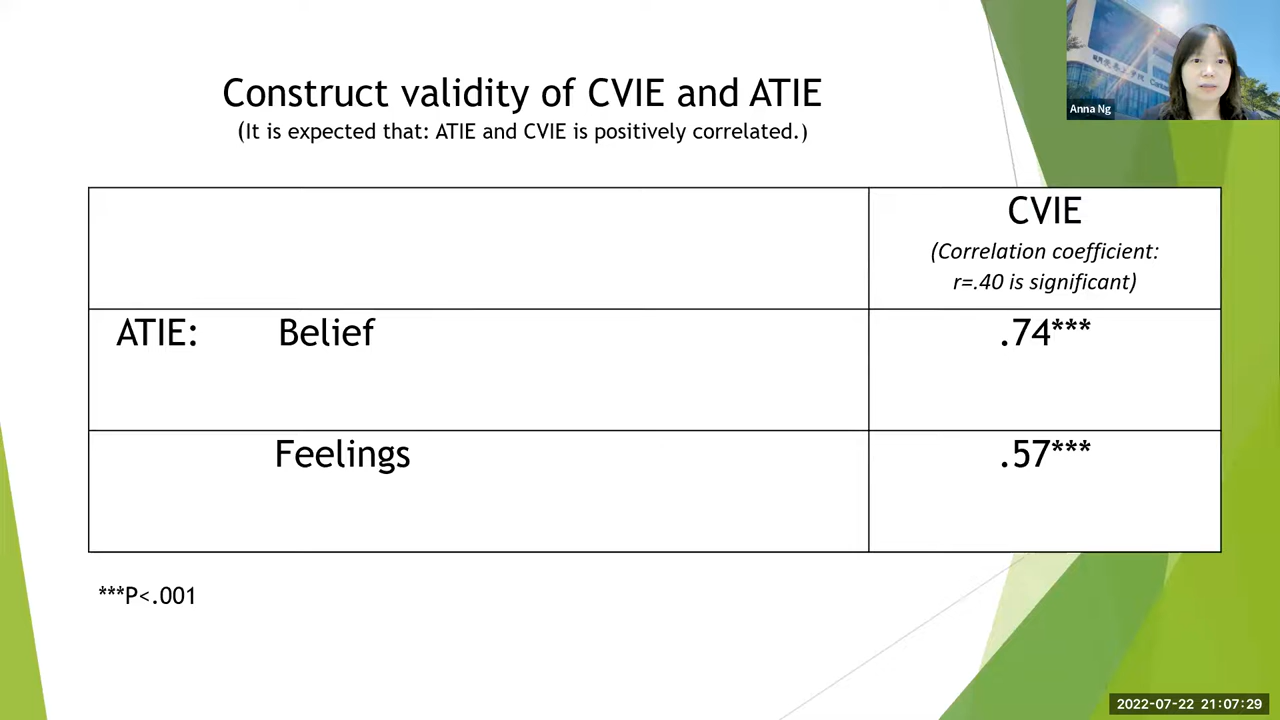 Construct validity of CVIE and ATIE
(It is expected that: ATIE and CVIE is positively correlated.)
Anna Ng
CVIE
(Correlation coefficient:
r=.40 is significant)
ATIE: Belief
.74***
Feelings
.57***
***P<.001
2022-07-22 21:07:29